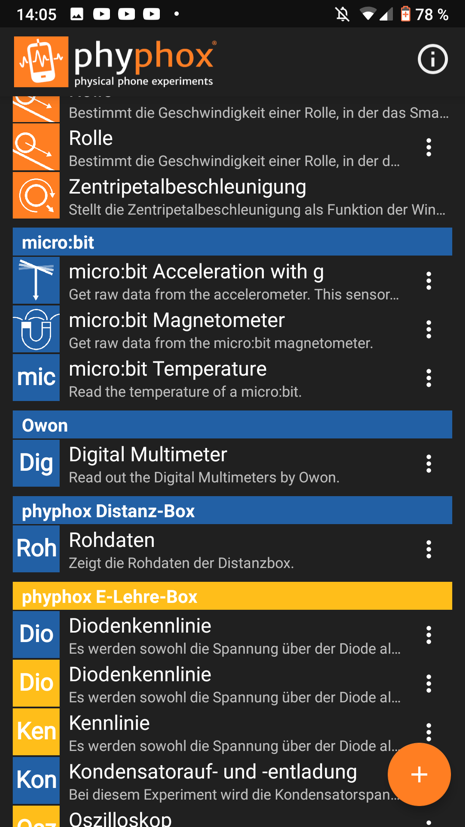 14:05
78 %
phyphox
physical phone experiments
Rolle
Bestimmt die Geschwindigkeit einer Rolle, in der das Sma...
Rolle
Bestimmt die Geschwindigkeit einer Rolle, in der d...
Zentripetalbeschleunigung
Stellt die Zentripetalbeschleunigung als Funktion der Win...
micro:bit
micro:bit Acceleration with g
Get raw data from the accelerometer. This sensor...
micro:bit Magnetometer
Get raw data from the micro:bit magnetometer.
mic
micro:bit Temperature
Read the temperature of a micro:bit.
Owon
Dig
Digital Multimeter
Read out the Digital Multimeters by Owon.
phyphox Distanz-Box
Roh
Rohdaten
Zeigt die Rohdaten der Distanzbox.
phyphox E-Lehre-Box
Dio
Diodenkennlinie
Es werden sowohl die Spannung über der Diode al...
Dio
Diodenkennlinie
Es werden sowohl die Spannung über der Diode al...
Ken
Kennlinie
Es werden sowohl die Spannung über der Diode al...
Kon
Kondensatorauf- und -entladung
Bei diesem Experiment wird die Kondensatorspan...
Osz
Oszilloskop